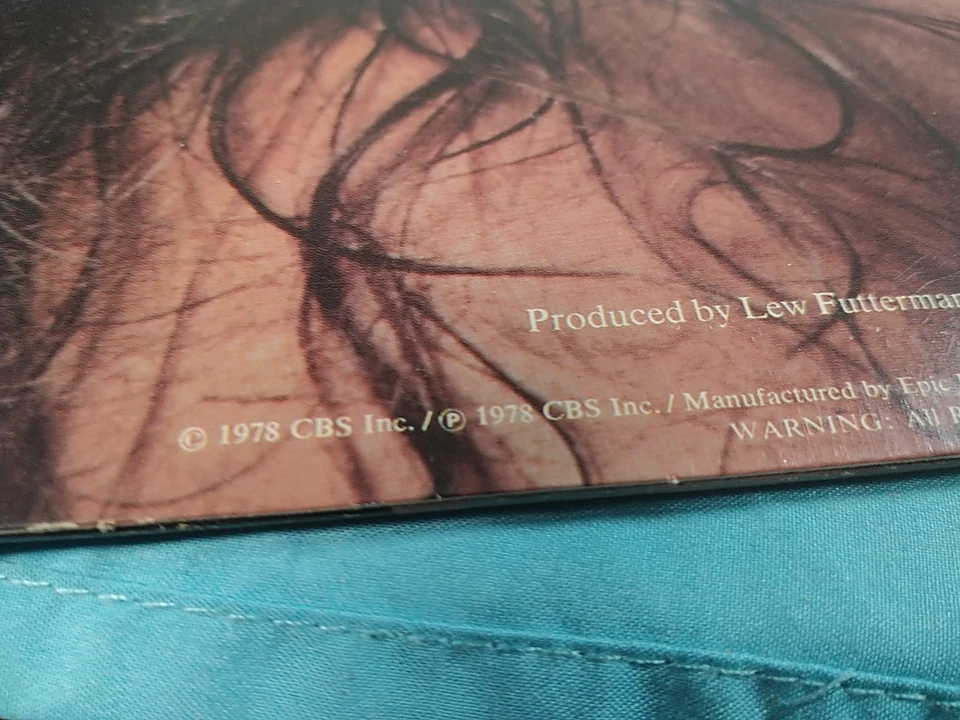 Produced by Lew Futterman
© 1978 CBS Inc. / ℗ 1978 CBS Inc. / Manufactured by Epic
WARNING: All